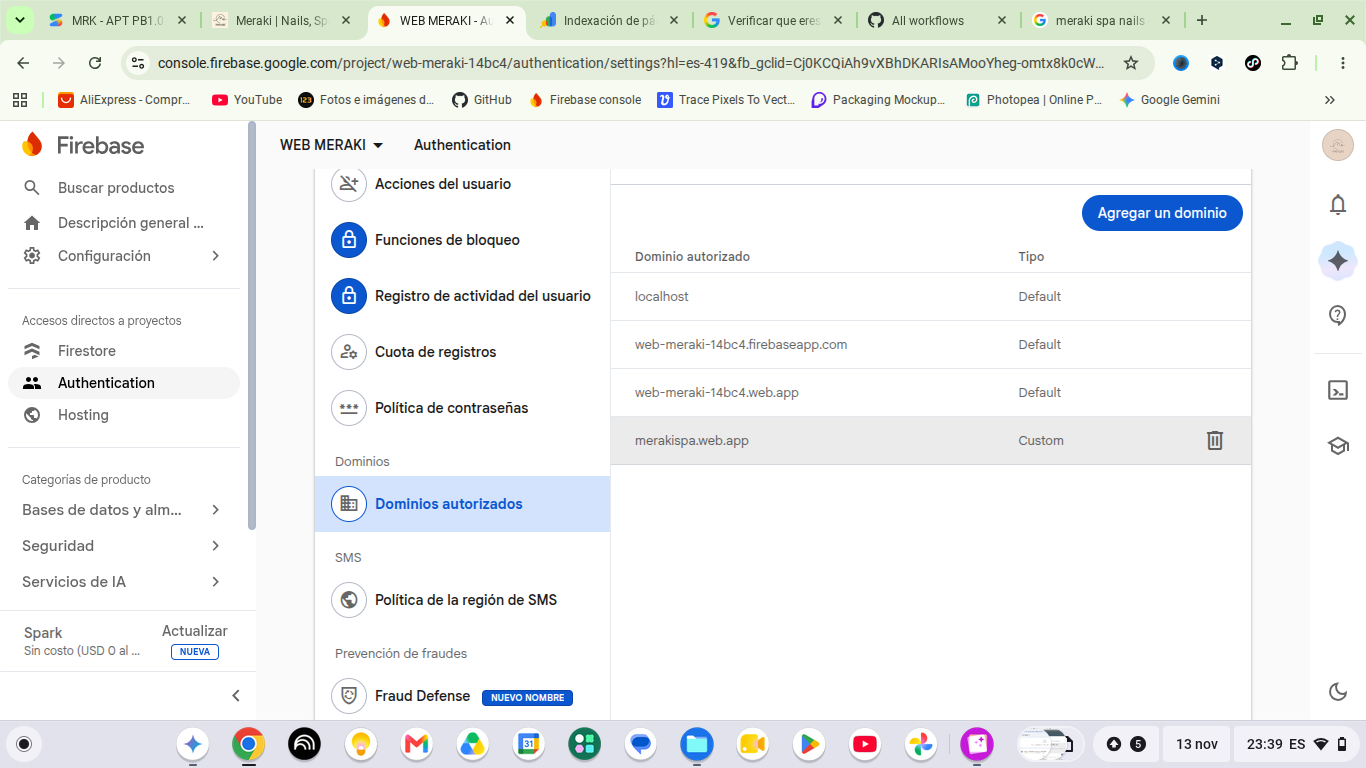 MRK - APT PB1.0
Meraki | Nails, Sp
WEB MERAKI - Au
Indexación de pá
Verificar que eres
All workflows
meraki spa nails
console.firebase.google.com/project/web-meraki-14bc4/authentication/settings?hl=es-419&fb_gclid=Cj0KCQiAh9vXBhDKARIsAMooYheg-omtx8k0cW...
AliExpress - Compr...
YouTube
123
Fotos e imágenes d...
GitHub
Firebase console
Trace Pixels To Vect...
Packaging Mockup...
Photopea | Online P...
Google Gemini
Firebase
WEB MERAKI
Authentication
Buscar productos
Descripción general ...
Configuración
Accesos directos a proyectos
Firestore
Authentication
Hosting
Categorías de producto
Bases de datos y alm...
Seguridad
Servicios de IA
Spark
Sin costo (USD 0 al ...
Actualizar
NUEVA
Acciones del usuario
Funciones de bloqueo
Registro de actividad del usuario
Cuota de registros
Política de contraseñas
Dominios
Dominios autorizados
SMS
Política de la región de SMS
Prevención de fraudes
Fraud Defense
NUEVO NOMBRE
Agregar un dominio
Dominio autorizado
Tipo
localhost
Default
web-meraki-14bc4.firebaseapp.com
Default
web-meraki-14bc4.web.app
Default
merakispa.web.app
Custom
31
5
13 nov
23:39
ES